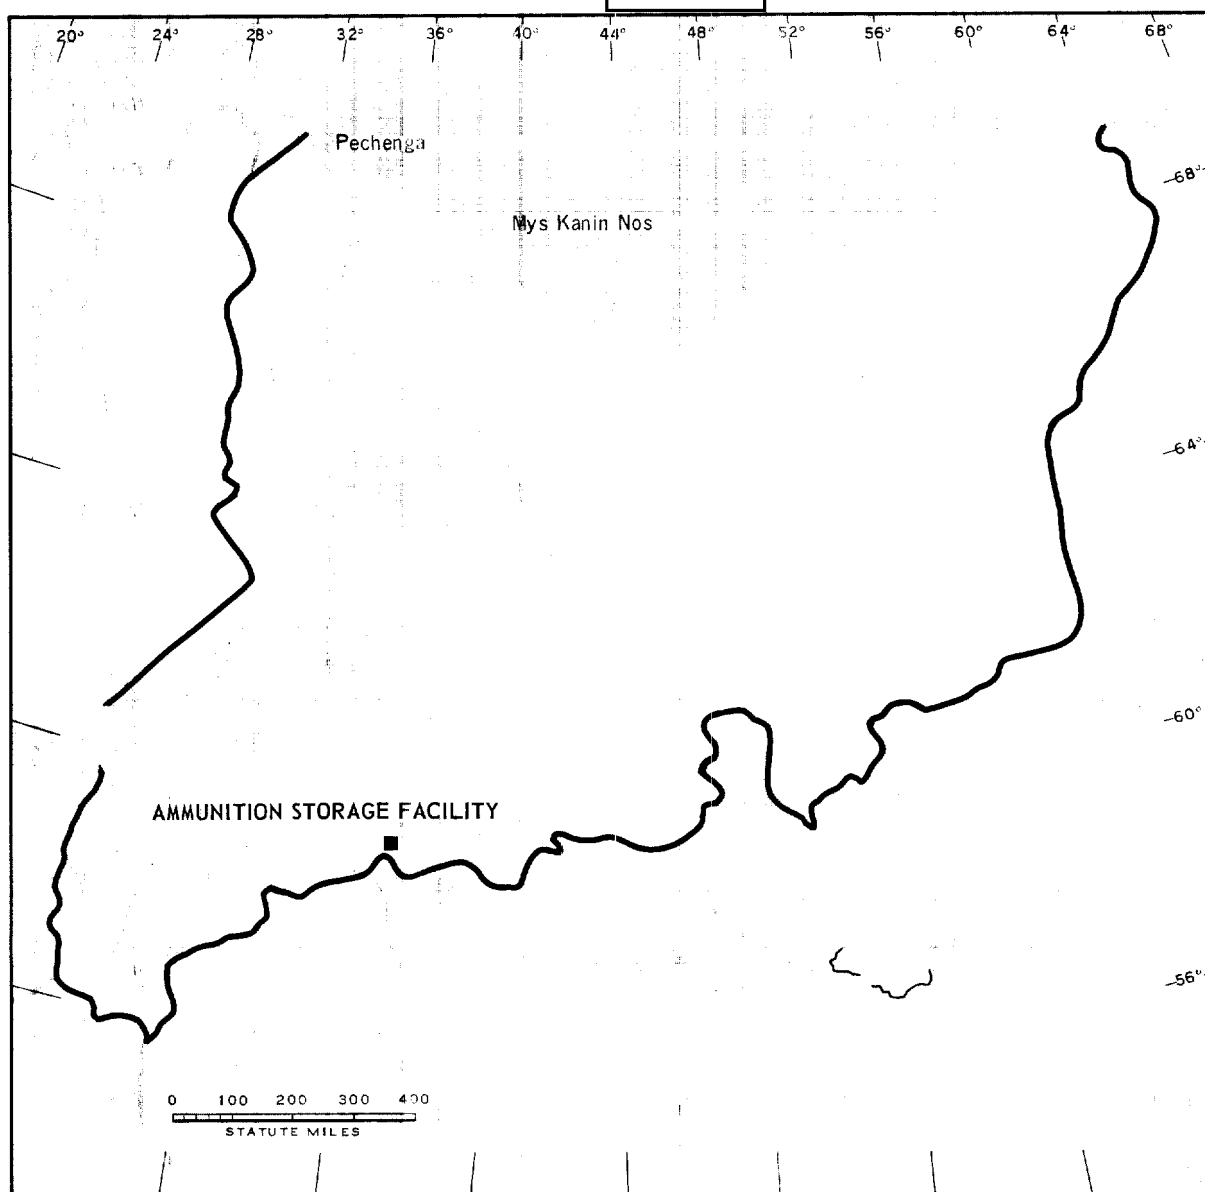 20° 24° 28° 32° 36° 40° 44° 48° 52° 56° 60° 64° 68°
Pechenga
68°
Mys Kanin Nos
64°
60°
AMMUNITION STORAGE FACILITY
56°
0 100 200 300 400
STATUTE MILES